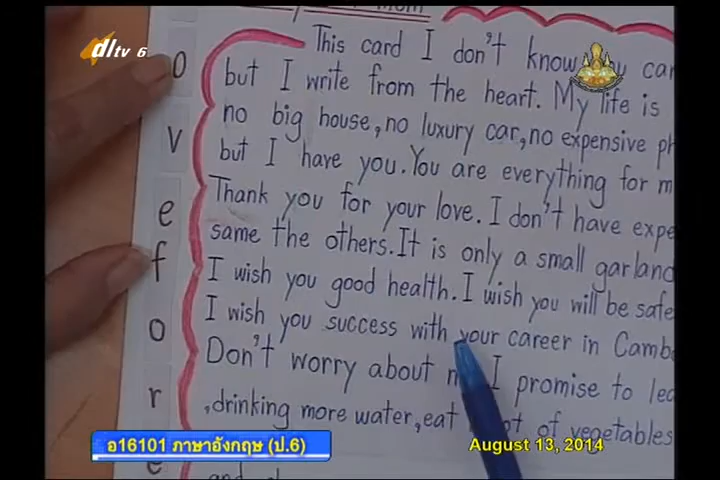 dltv 6
Mom
This card I don't know
but I write from the heart. My life is
no big house, no luxury car, no expensive
but I have you. You are everything for
Thank you for your love. I don't have
same the others. It is only a small garland
I wish you good health. I wish you will be safe
I wish you success with your career in
Don't worry about I promise to
, drinking more water, eat of vegetables
o
v
e
f
o
r
e
อ16101 ภาษาอังกฤษ (ป.6)
August 13, 2014